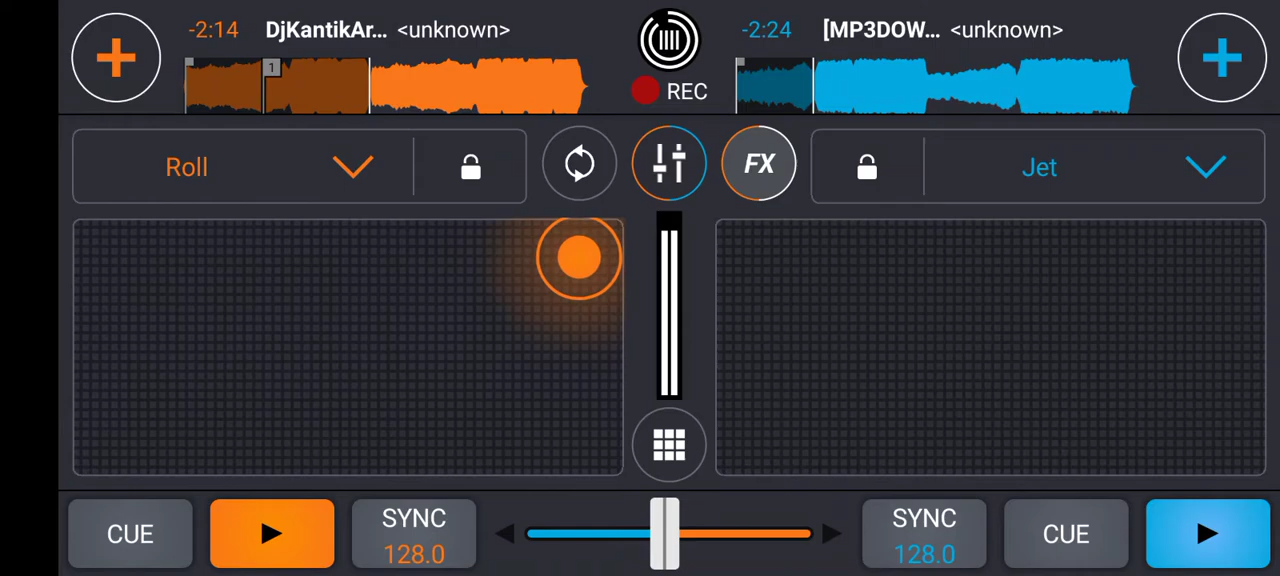 -2:14 DjKantikAr... <unknown>
1
REC
-2:24 [MP3DOW... <unknown>
Roll
FX
Jet
CUE
SYNC
128.0
SYNC
128.0
CUE